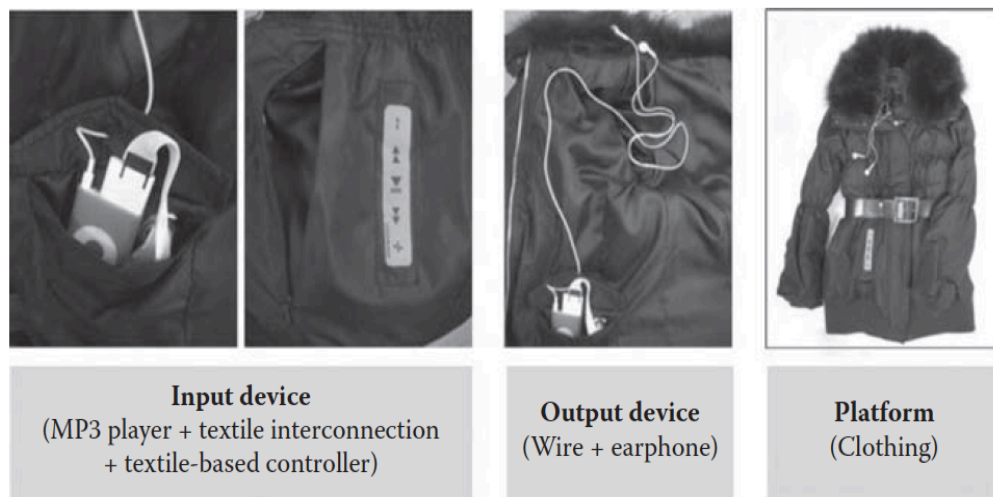 Input device
(MP3 player + textile interconnection
+ textile-based controller)
Output device
(Wire + earphone)
Platform
(Clothing)